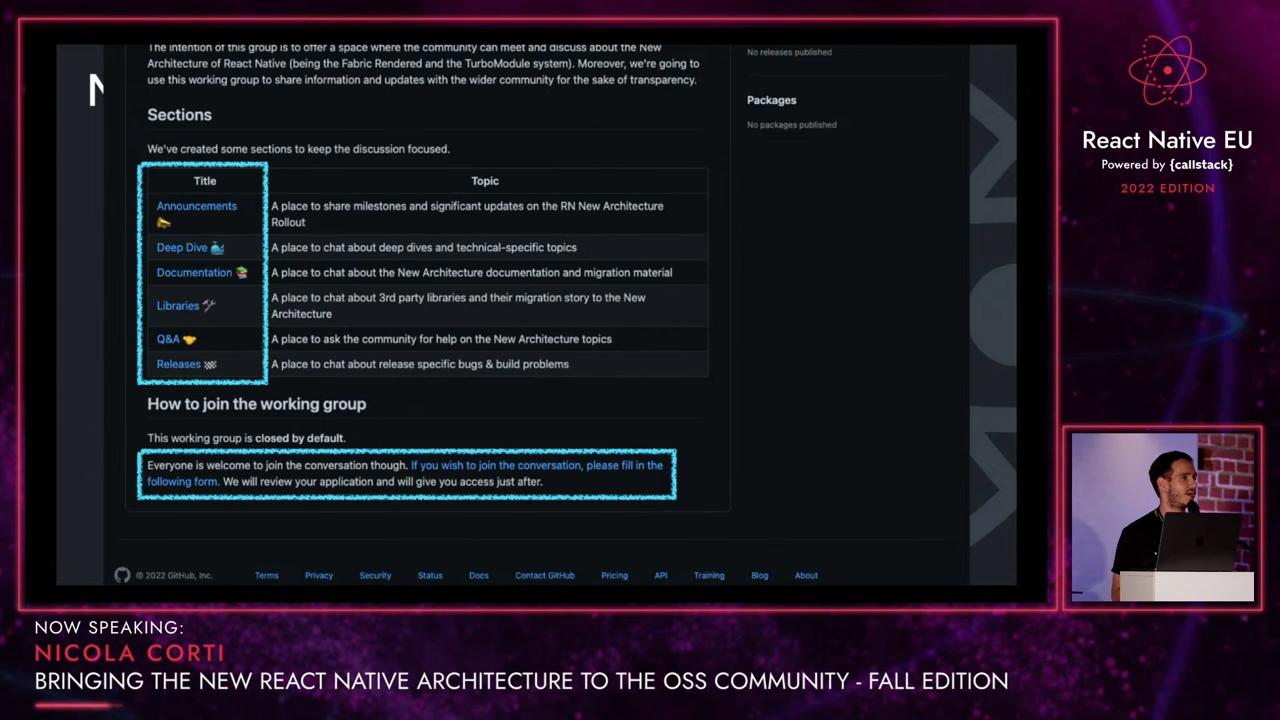 The intention of this group is to offer a space where the community can meet and discuss about the New
Architecture of React Native (being the Fabric Rendered and the TurboModule system). Moreover, we're going to
use this working group to share information and updates with the wider community for the sake of transparency.
Sections
We've created some sections to keep the discussion focused.
Title Topic
Announcements A place to share milestones and significant updates on the RN New Architecture
Rollout
Deep Dive A place to chat about deep dives and technical-specific topics
Documentation A place to chat about the New Architecture documentation and migration material
Libraries A place to chat about 3rd party libraries and their migration story to the New
Architecture
Q&A A place to ask the community for help on the New Architecture topics
Releases A place to chat about release specific bugs & build problems
How to join the working group
This working group is closed by default.
Everyone is welcome to join the conversation though. If you wish to join the conversation, please fill in the
following form. We will review your application and will give you access just after.
No releases published
Packages
No packages published
© 2022 GitHub, Inc. Terms Privacy Security Status Docs Contact GitHub Pricing API Training Blog About
React Native EU
Powered by {callstack}
2022 EDITION
NOW SPEAKING:
NICOLA CORTI
BRINGING THE NEW REACT NATIVE ARCHITECTURE TO THE OSS COMMUNITY - FALL EDITION